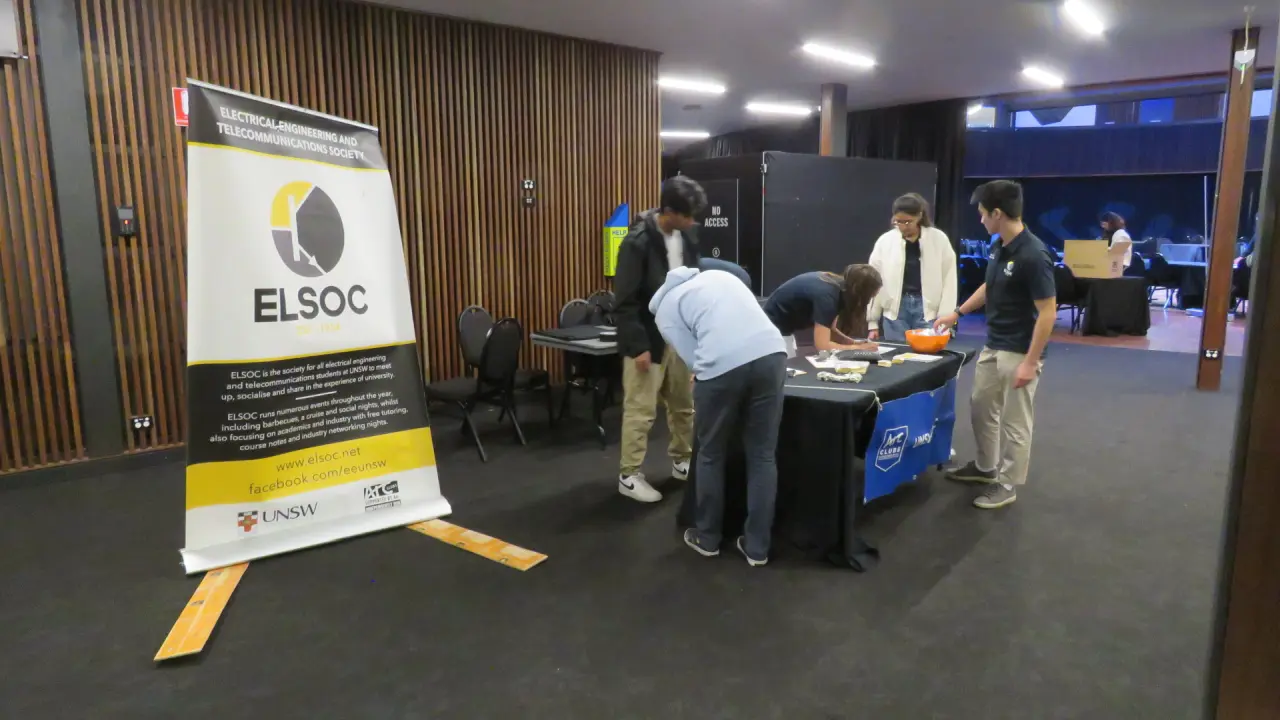 ELECTRICAL ENGINEERING AND
TELECOMMUNICATIONS SOCIETY
ELSOC
ELSOC is the society for all electrical engineering
and telecommunications students at UNSW to meet
up, socialise and share in the experience of university.
ELSOC runs numerous events throughout the year,
including barbecues, a cruise and social nights, whilst
also focusing on academics and industry with free tutoring,
course notes and industry networking nights.
www.elsoc.net
facebook.com/eeunsw
UNSW
Arc
NO
ACCESS
HELP
Arc
CLUBS
UNSW